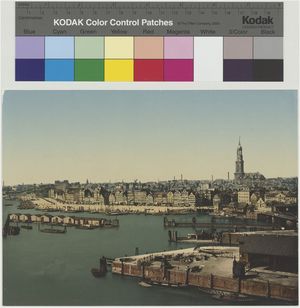 KODAK Color Control Patches
Kodak
Blue Cyan Green Yellow Red Magenta White 3/Color Black